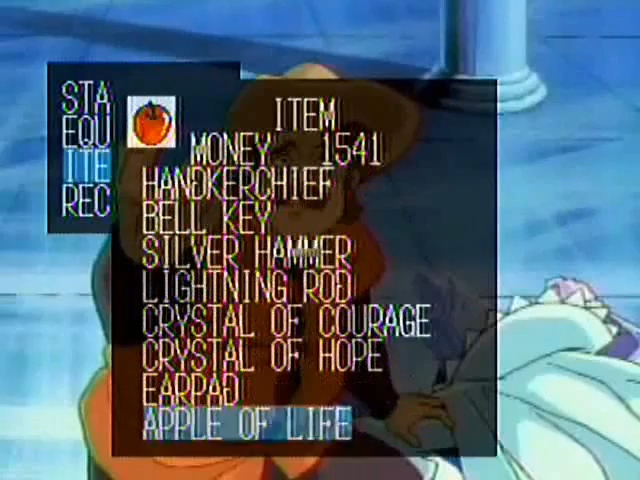 STA
EQU
ITE
REC
ITEM
MONEY 1541
HANDKERCHIEF
BELL KEY
SILVER HAMMER
LIGHTNING ROD
CRYSTAL OF COURAGE
CRYSTAL OF HOPE
EARPAD
APPLE OF LIFE